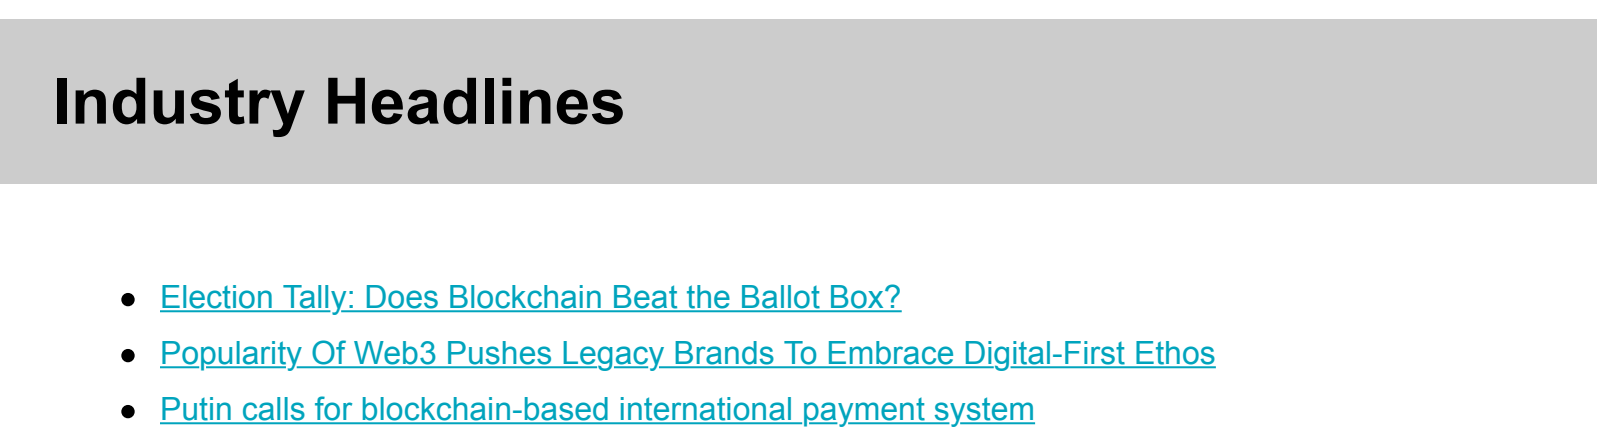 Industry Headlines
● Election Tally: Does Blockchain Beat the Ballot Box?
● Popularity Of Web3 Pushes Legacy Brands To Embrace Digital-First Ethos
● Putin calls for blockchain-based international payment system